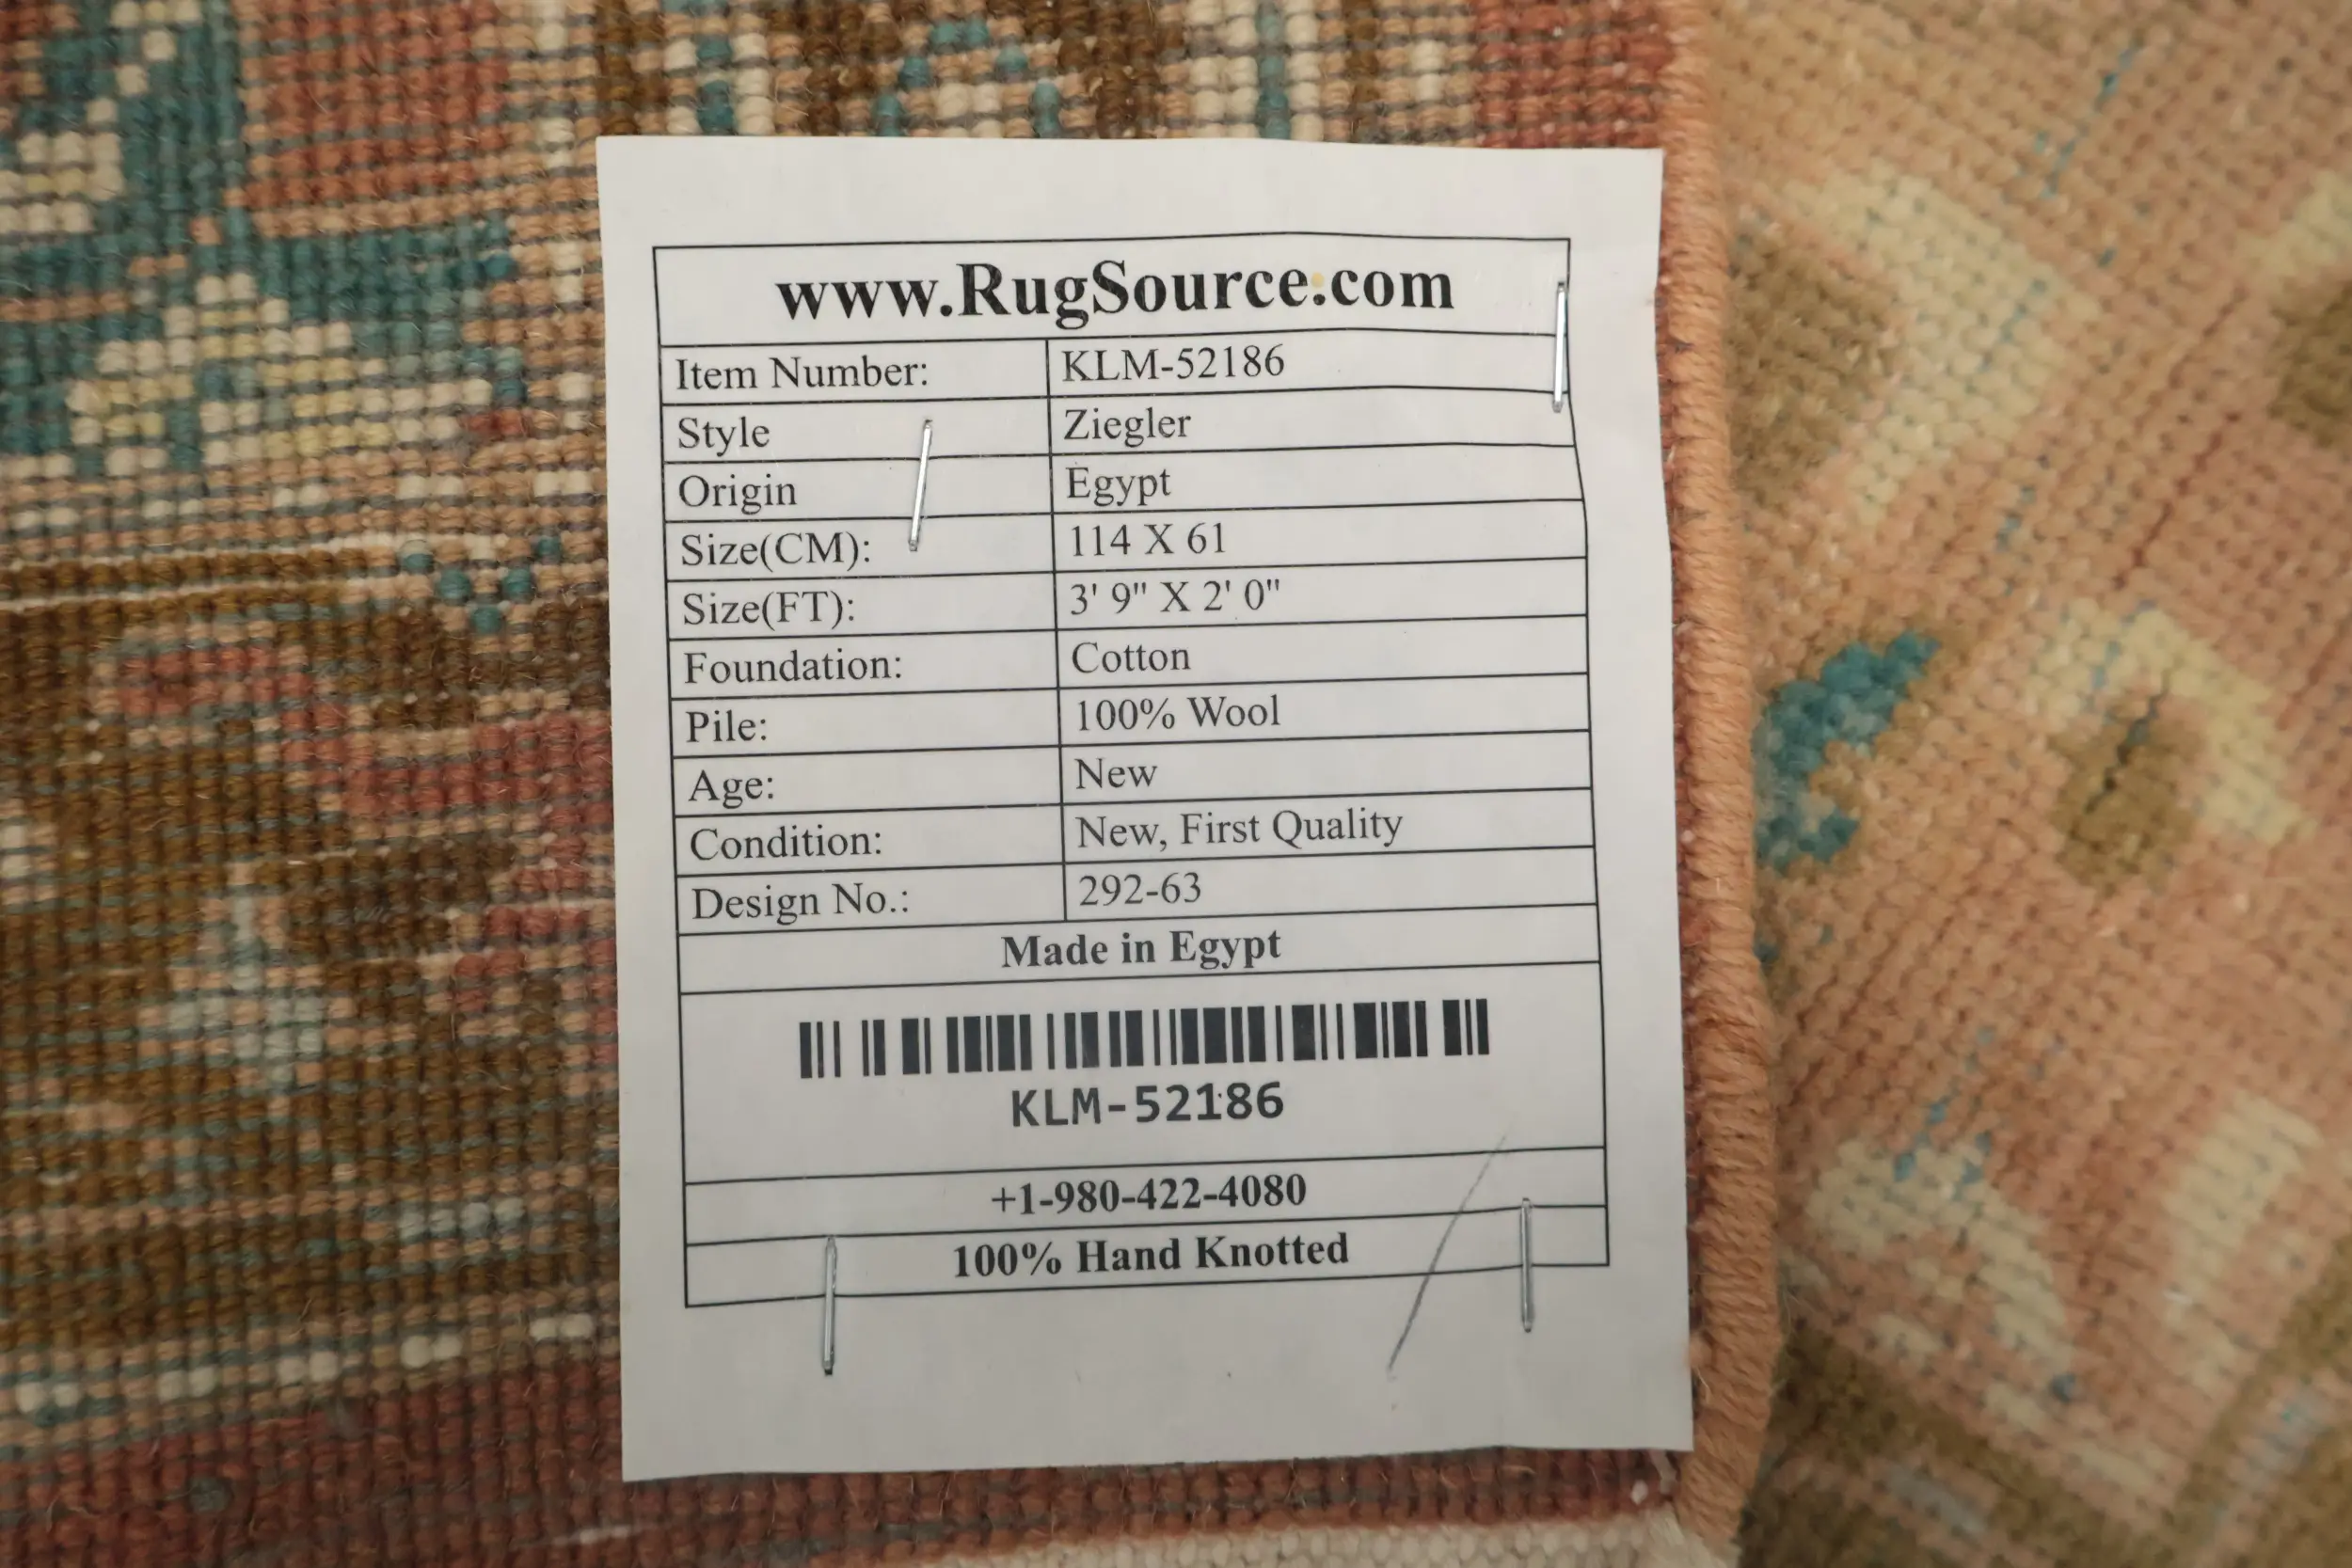 www.RugSource.com
Item Number: KLM-52186
Style Ziegler
Origin Egypt
Size(CM): 114 X 61
Size(FT): 3' 9" X 2' 0"
Foundation: Cotton
Pile: 100% Wool
Age: New
Condition: New, First Quality
Design No.: 292-63
Made in Egypt
KLM-52186
+1-980-422-4080
100% Hand Knotted